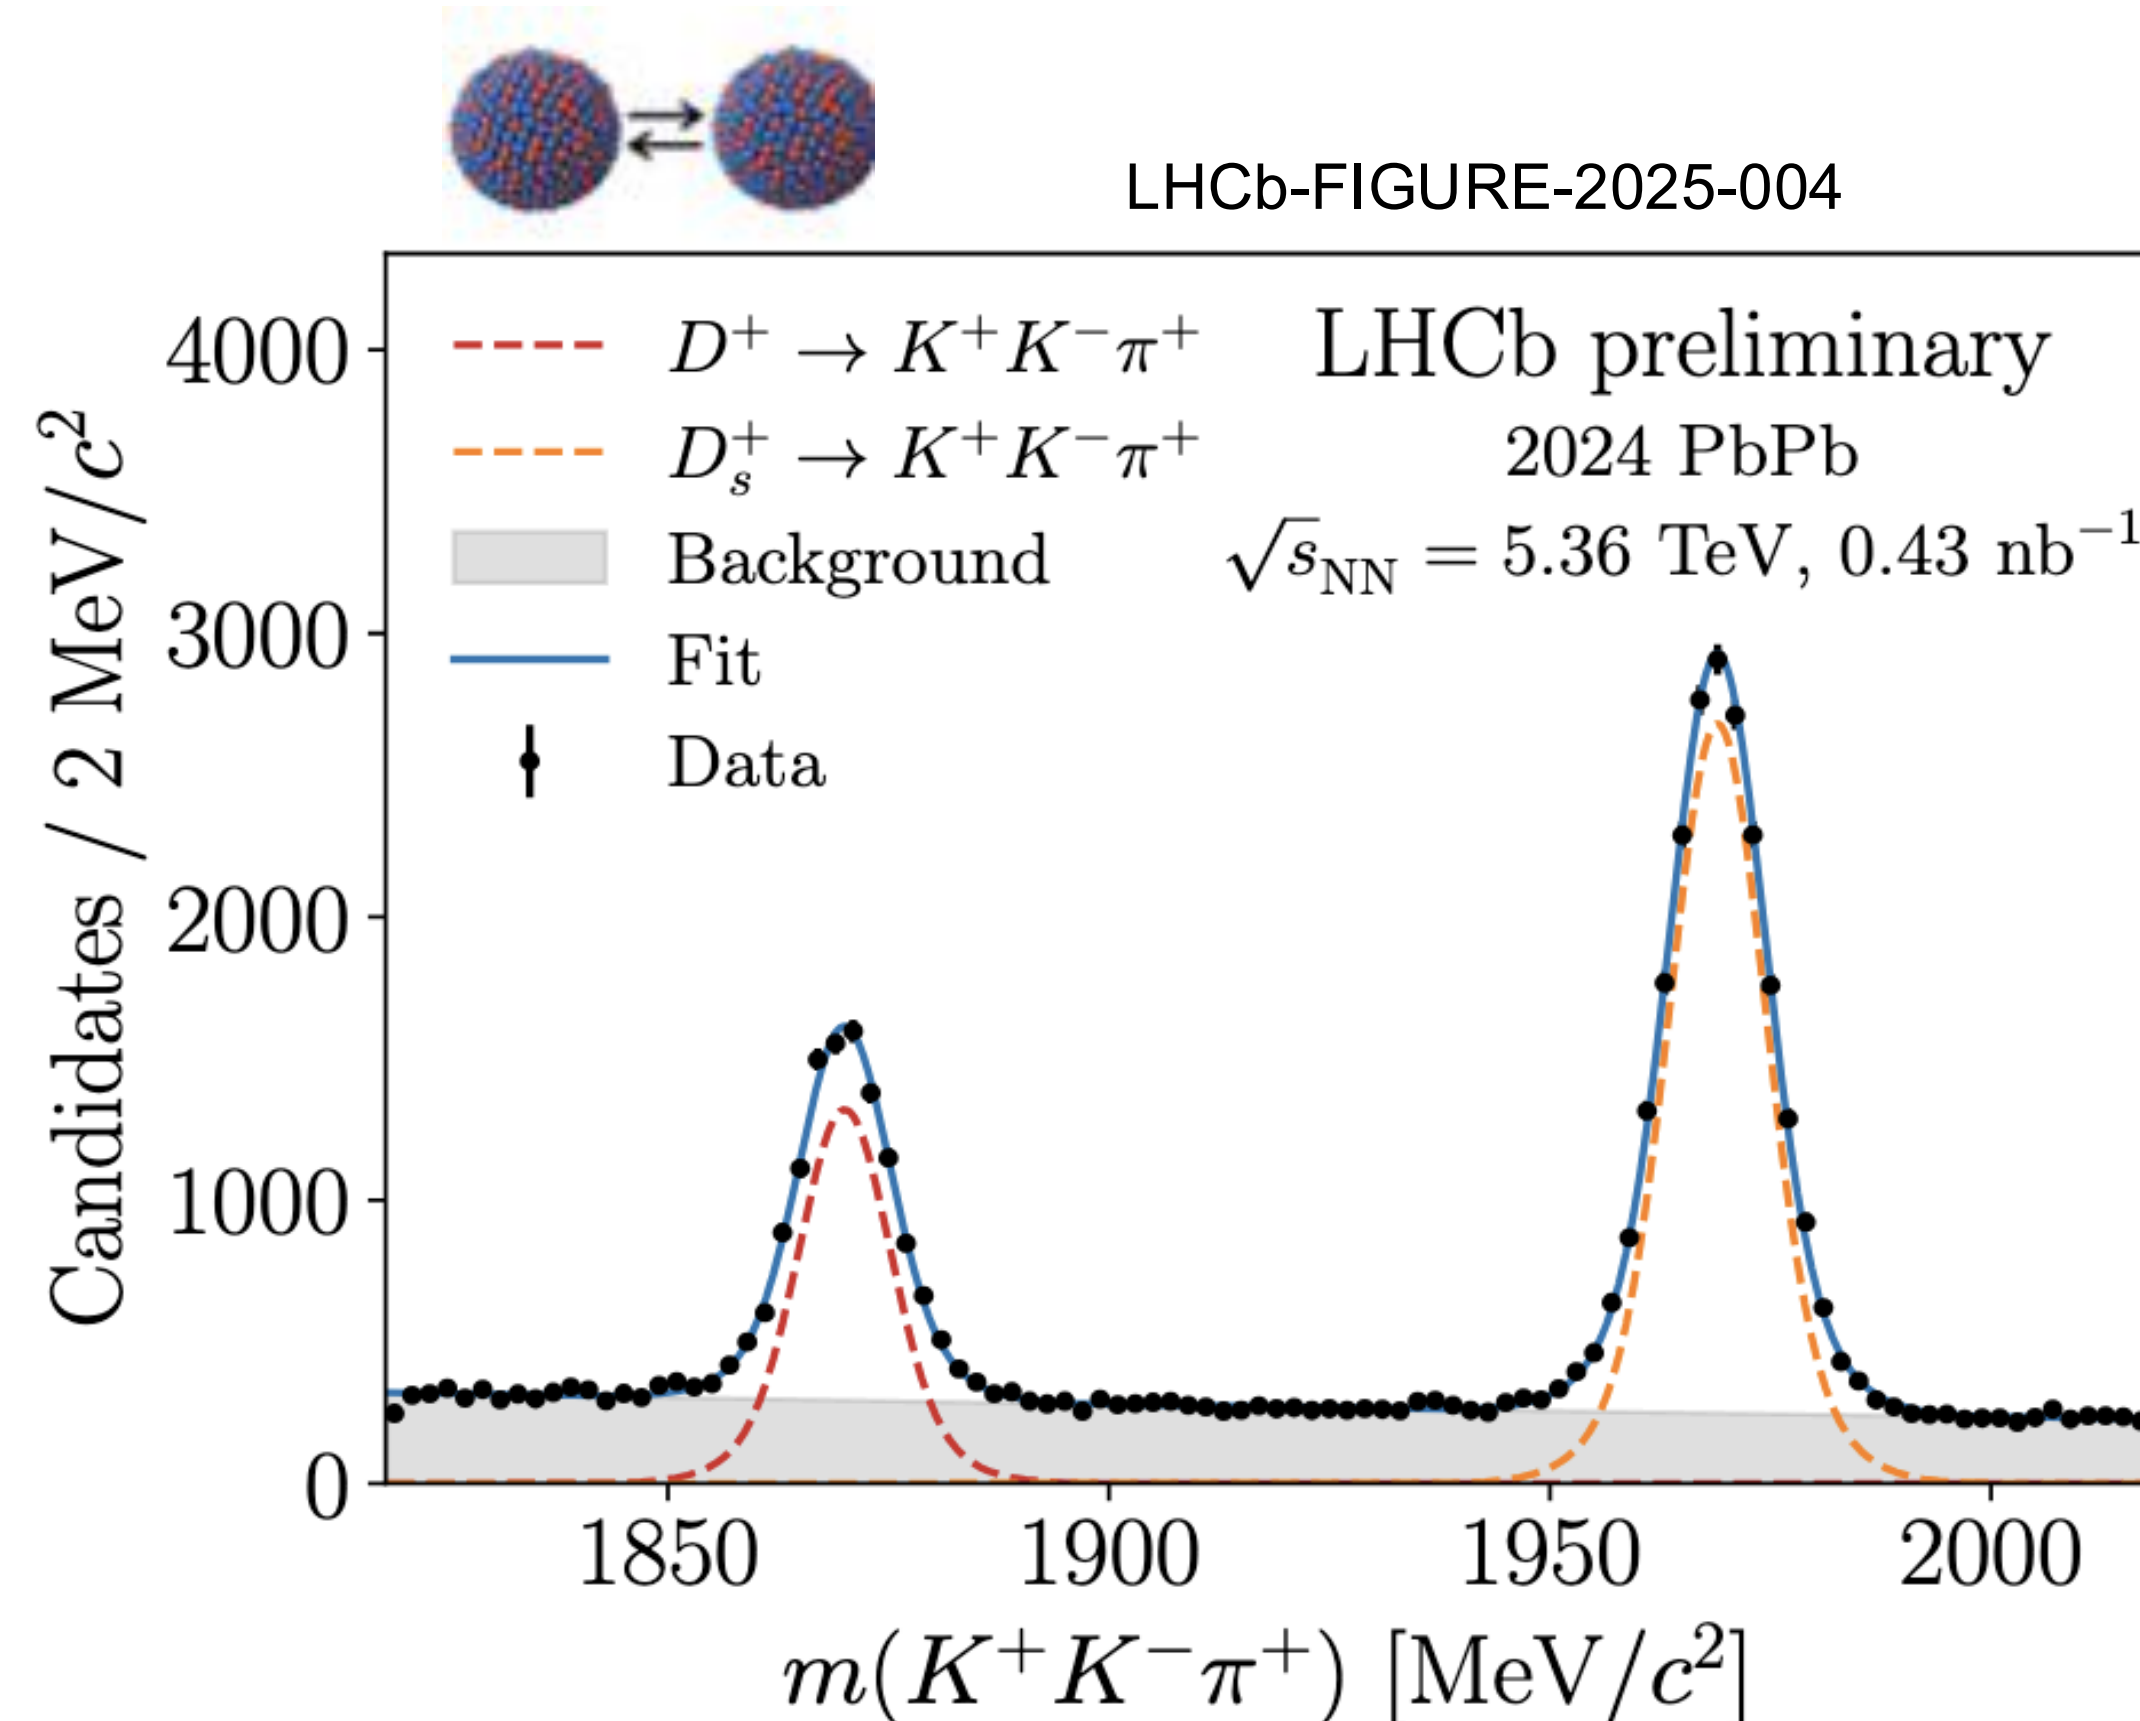 LHCb-FIGURE-2025-004
D⁺ → K⁺K⁻π⁺
LHCb preliminary
Dₛ⁺ → K⁺K⁻π⁺
2024 PbPb
Background
√sNN = 5.36 TeV, 0.43 nb⁻¹
Fit
Data
Candidates / 2 MeV/c²
4000
3000
2000
1000
0
1850 1900 1950 2000
m(K⁺K⁻π⁺) [MeV/c²]